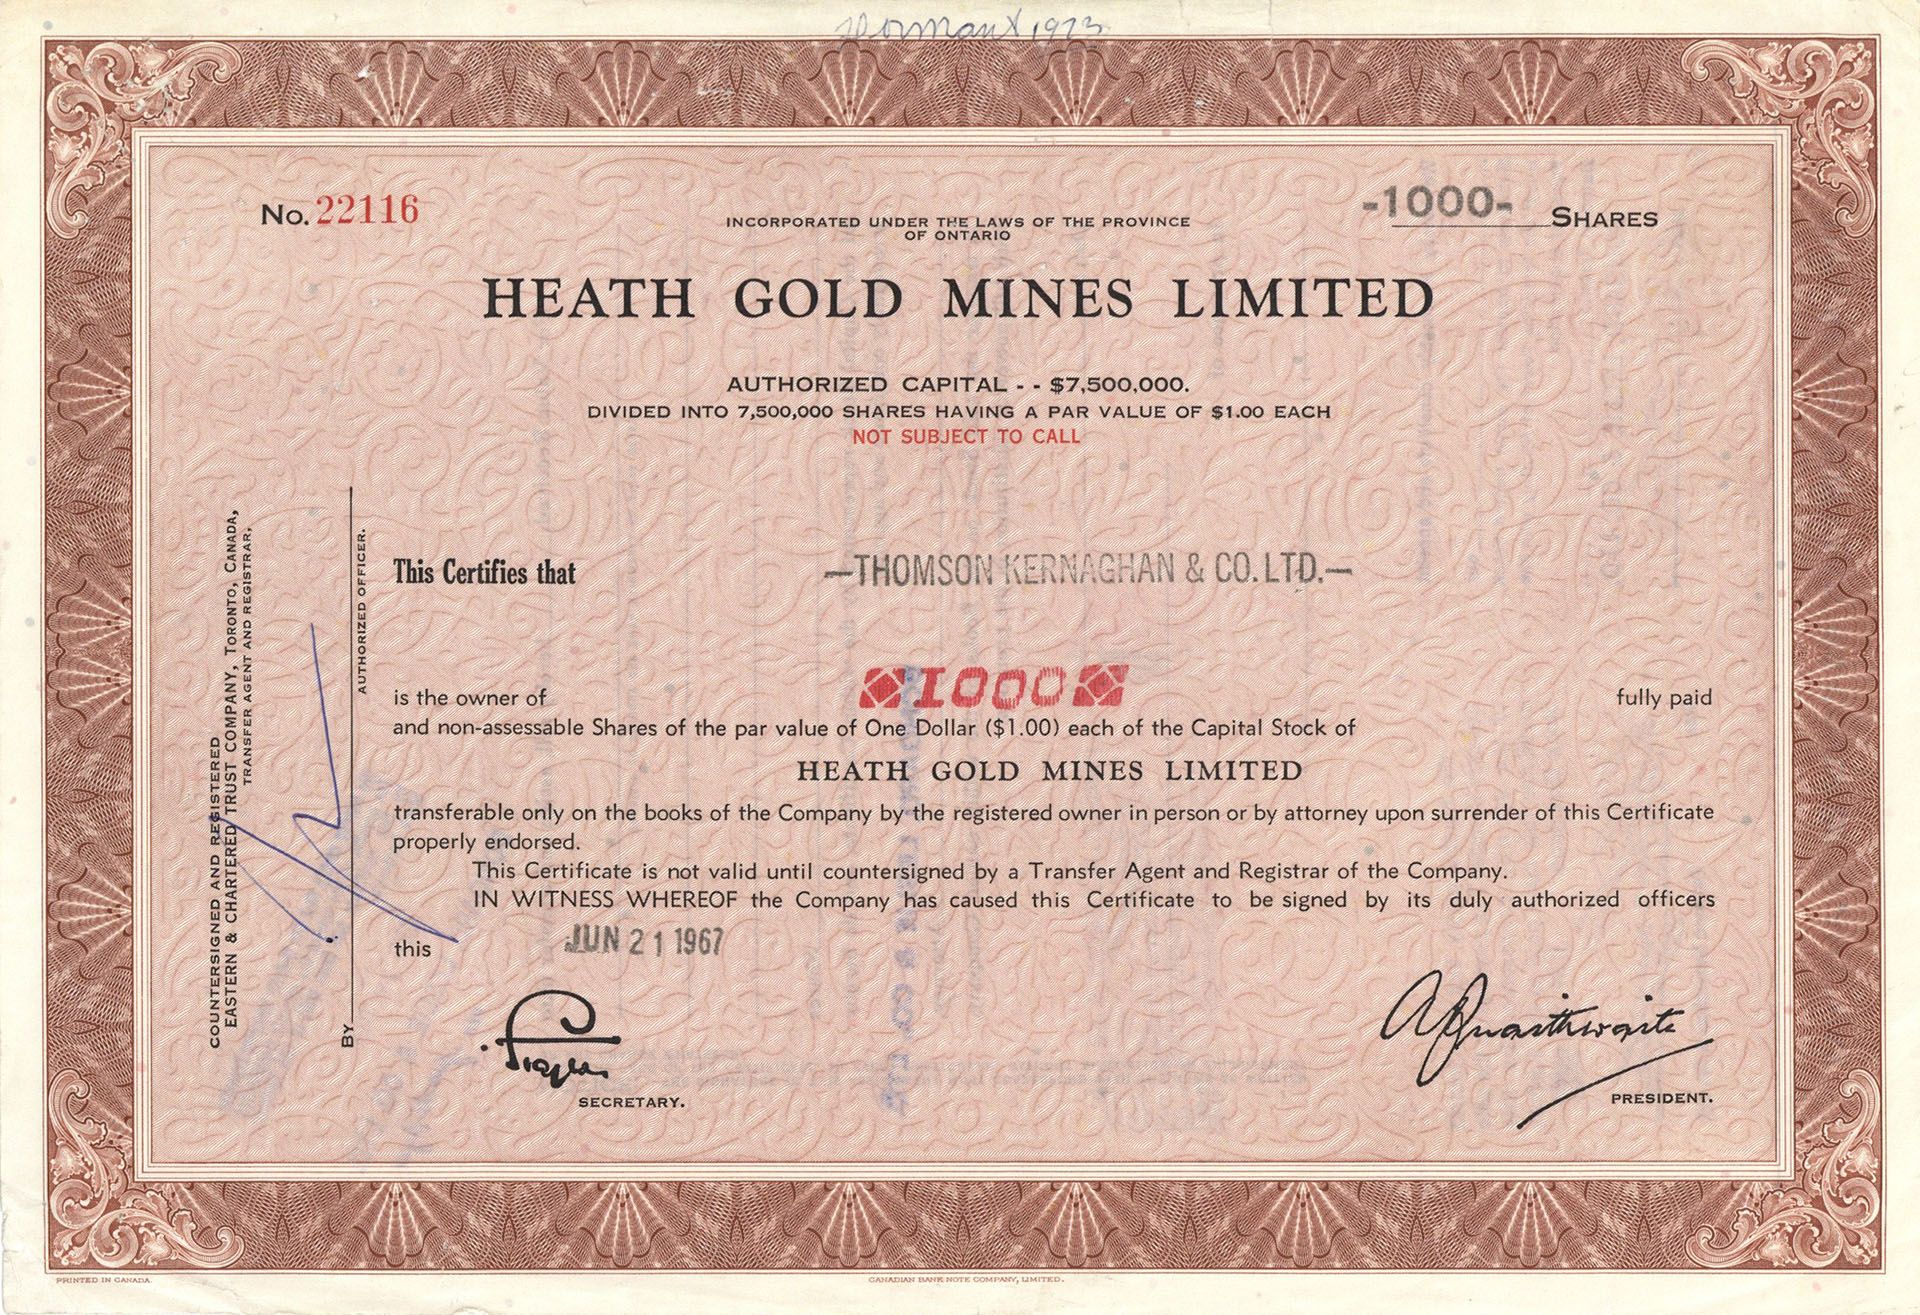 Dormant 1973
No. 22116
-1000- SHARES
INCORPORATED UNDER THE LAWS OF THE PROVINCE
OF ONTARIO
HEATH GOLD MINES LIMITED
AUTHORIZED CAPITAL - - $7,500,000.
DIVIDED INTO 7,500,000 SHARES HAVING A PAR VALUE OF $1.00 EACH
NOT SUBJECT TO CALL
COUNTERSIGNED AND REGISTERED
EASTERN & CHARTERED TRUST COMPANY, TORONTO, CANADA,
TRANSFER AGENT AND REGISTRAR.
BY
AUTHORIZED OFFICER.
This Certifies that —THOMSON KERNAGHAN & CO. LTD.—
is the owner of 1000 fully paid
and non-assessable Shares of the par value of One Dollar ($1.00) each of the Capital Stock of
HEATH GOLD MINES LIMITED
transferable only on the books of the Company by the registered owner in person or by attorney upon surrender of this Certificate
properly endorsed.
This Certificate is not valid until countersigned by a Transfer Agent and Registrar of the Company.
IN WITNESS WHEREOF the Company has caused this Certificate to be signed by its duly authorized officers
this JUN 21 1967
SECRETARY.
PRESIDENT.
PRINTED IN CANADA.
CANADIAN BANK NOTE COMPANY, LIMITED.